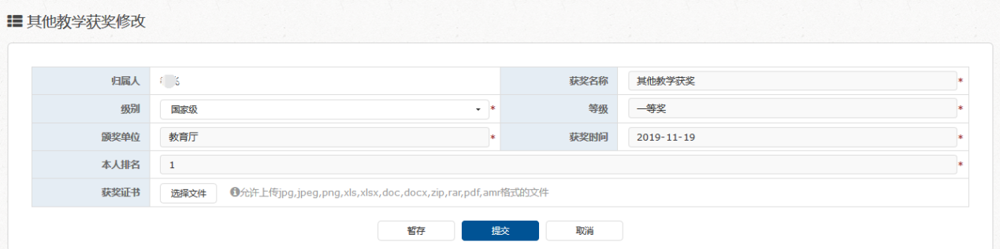 其他教学获奖修改
归属人 获奖名称 其他教学获奖 *
级别 国家级 * 等级 一等奖 *
颁奖单位 教育厅 * 获奖时间 2019-11-19 *
本人排名 1 *
获奖证书 选择文件 允许上传jpg,jpeg,png,xls,xlsx,doc,docx,zip,rar,pdf,amr格式的文件
暂存 提交 取消